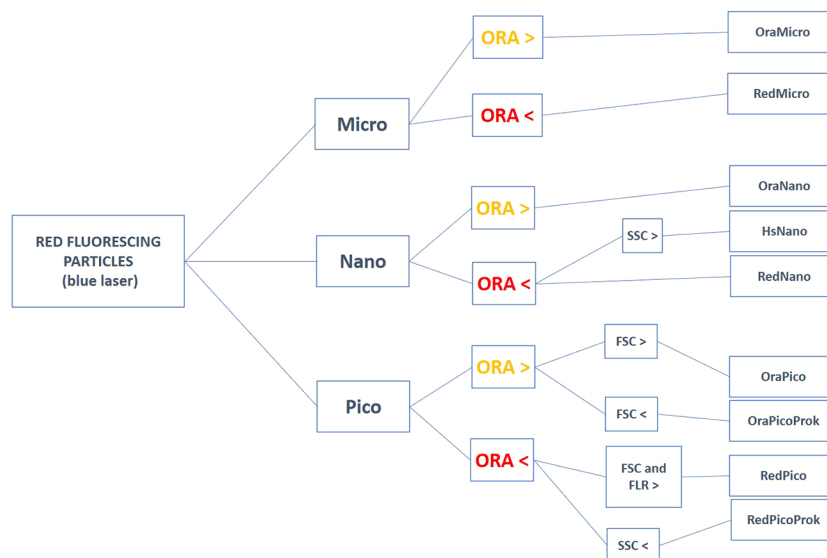 RED FLUORESCING
PARTICLES
(blue laser)
Micro
ORA >
OraMicro
ORA <
RedMicro
Nano
ORA >
OraNano
ORA <
SSC >
HsNano
RedNano
Pico
ORA >
FSC >
OraPico
FSC <
OraPicoProk
ORA <
FSC and
FLR >
RedPico
SSC <
RedPicoProk